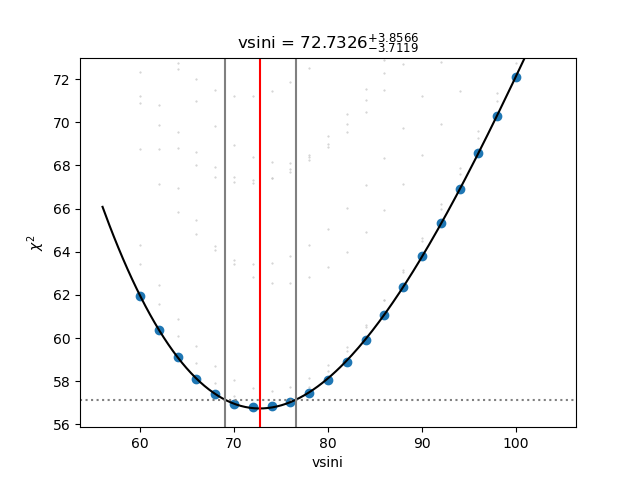 vsini = 72.7326^{+3.8566}_{-3.7119}
72
70
68
66
64
62
60
58
56
χ²
60 70 80 90 100
vsini